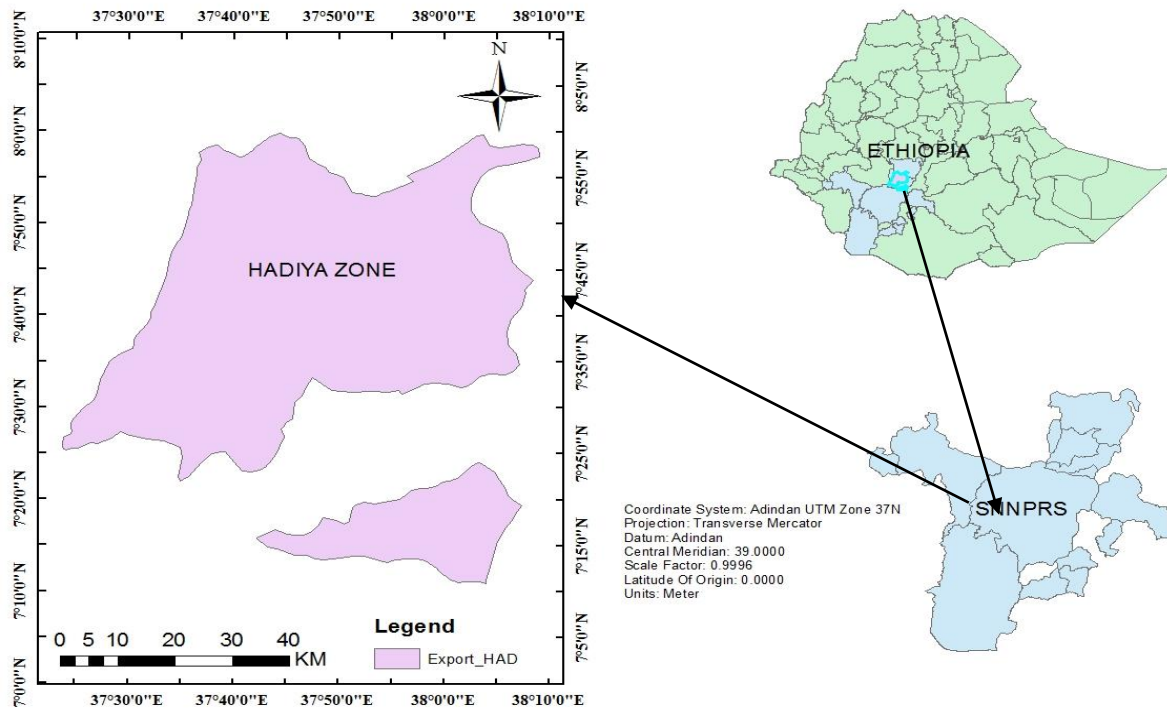 37°30'0"E 37°40'0"E 37°50'0"E 38°0'0"E 38°10'0"E
8°10'0"N
8°0'0"N
7°50'0"N
7°40'0"N
7°30'0"N
7°20'0"N
7°10'0"N
7°0'0"N
N
HADIYA ZONE
8°5'0"N
7°55'0"N
7°45'0"N
7°35'0"N
7°25'0"N
7°15'0"N
7°5'0"N
Legend
Export_HAD
0 5 10 20 30 40
KM
37°30'0"E 37°40'0"E 37°50'0"E 38°0'0"E 38°10'0"E
ETHIOPIA
SNNPRS
Coordinate System: Adindan UTM Zone 37N
Projection: Transverse Mercator
Datum: Adindan
Central Meridian: 39.0000
Scale Factor: 0.9996
Latitude Of Origin: 0.0000
Units: Meter